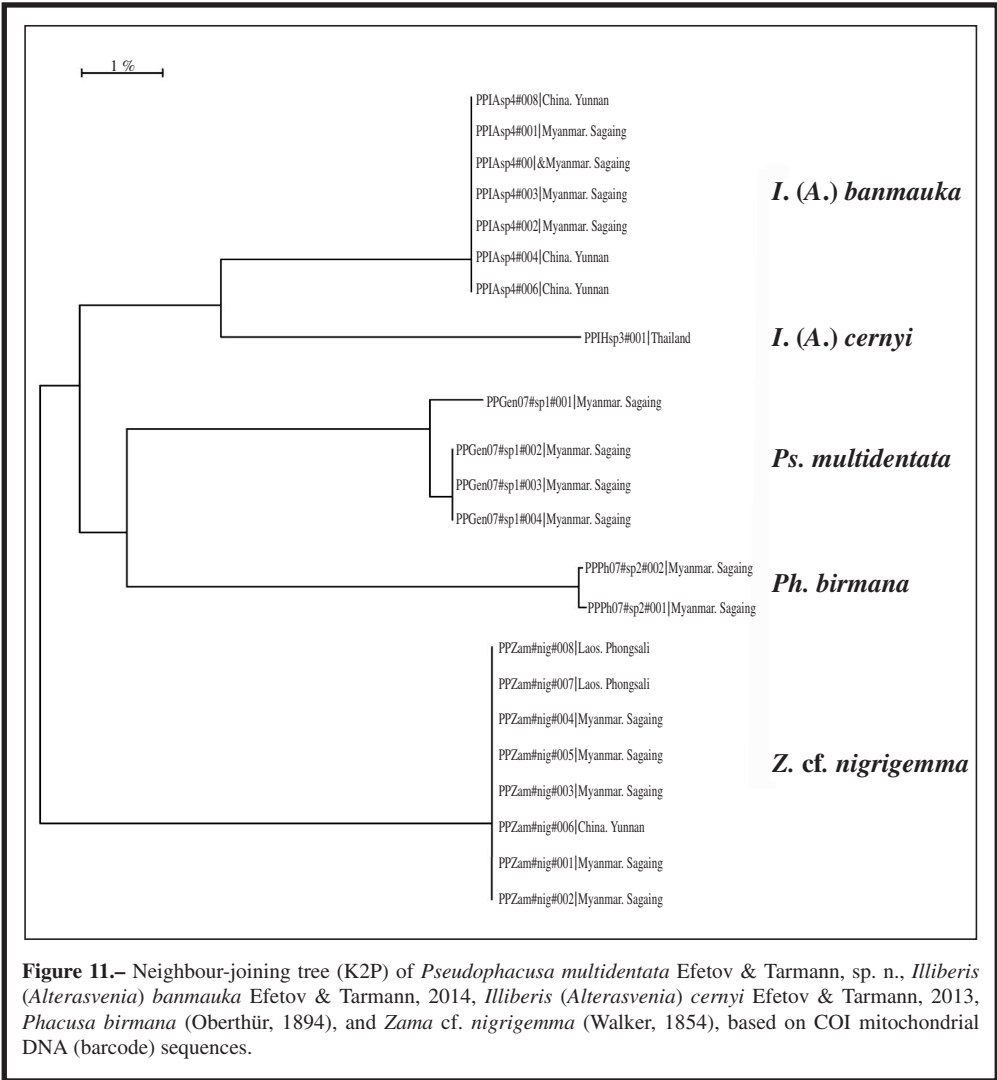 1 %
PPIAsp4#008|China. Yunnan
PPIAsp4#001|Myanmar. Sagaing
PPIAsp4#00|&Myanmar. Sagaing
I. (A.) banmauka
PPIAsp4#003|Myanmar. Sagaing
PPIAsp4#002|Myanmar. Sagaing
PPIAsp4#004|China. Yunnan
PPIAsp4#006|China. Yunnan
PPIHsp3#001|Thailand
I. (A.) cernyi
PPGen07#sp1#001|Myanmar. Sagaing
PPGen07#sp1#002|Myanmar. Sagaing
Ps. multidentata
PPGen07#sp1#003|Myanmar. Sagaing
PPGen07#sp1#004|Myanmar. Sagaing
PPPh07#sp2#002|Myanmar. Sagaing
Ph. birmana
PPPh07#sp2#001|Myanmar. Sagaing
PPZam#nig#008|Laos. Phongsali
PPZam#nig#007|Laos. Phongsali
PPZam#nig#004|Myanmar. Sagaing
PPZam#nig#005|Myanmar. Sagaing
Z. cf. nigrigemma
PPZam#nig#003|Myanmar. Sagaing
PPZam#nig#006|China. Yunnan
PPZam#nig#001|Myanmar. Sagaing
PPZam#nig#002|Myanmar. Sagaing
Figure 11.– Neighbour-joining tree (K2P) of Pseudophacusa multidentata Efetov & Tarmann, sp. n., Illiberis
(Alterasvenia) banmauka Efetov & Tarmann, 2014, Illiberis (Alterasvenia) cernyi Efetov & Tarmann, 2013,
Phacusa birmana (Oberthür, 1894), and Zama cf. nigrigemma (Walker, 1854), based on COI mitochondrial
DNA (barcode) sequences.